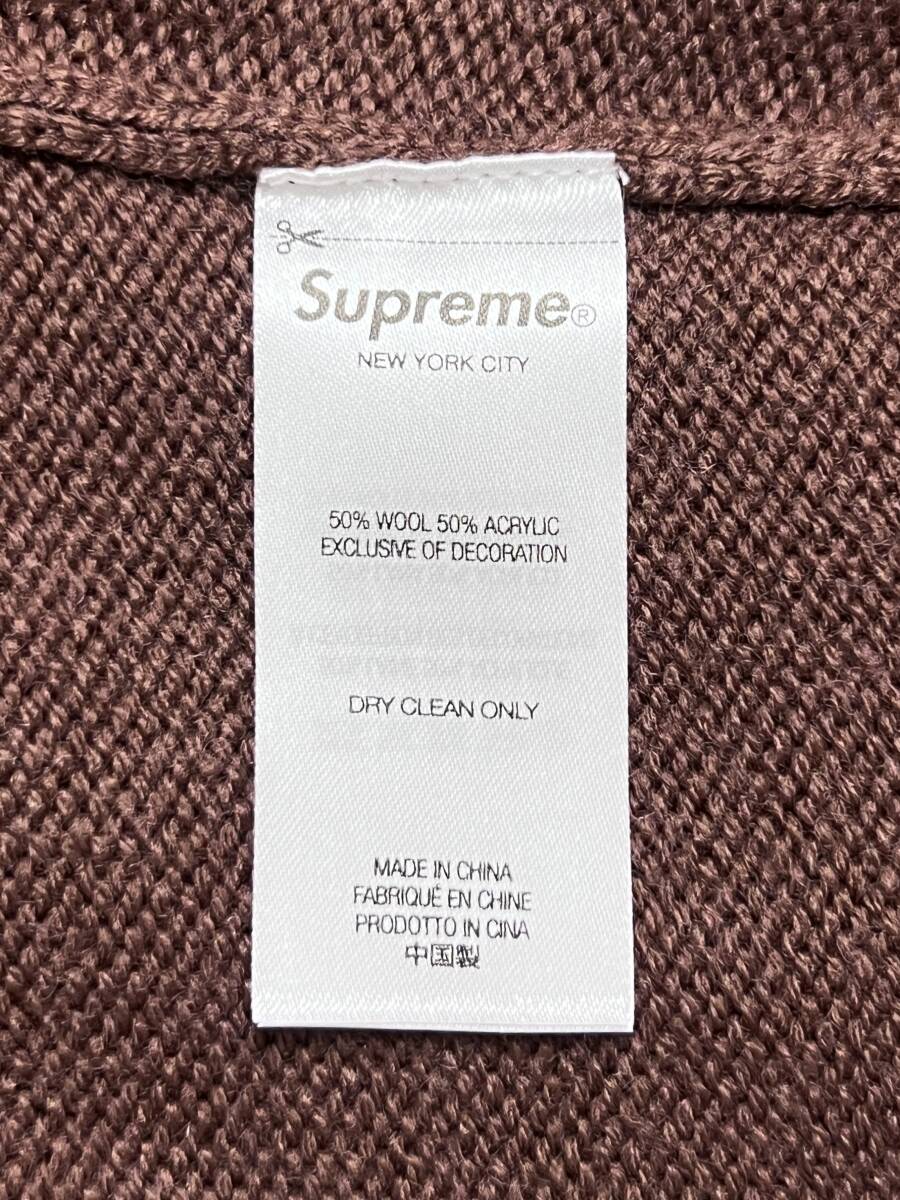 Supreme®
NEW YORK CITY
50% WOOL 50% ACRYLIC
EXCLUSIVE OF DECORATION
DRY CLEAN ONLY
MADE IN CHINA
FABRIQUÉ EN CHINE
PRODOTTO IN CINA
中国製